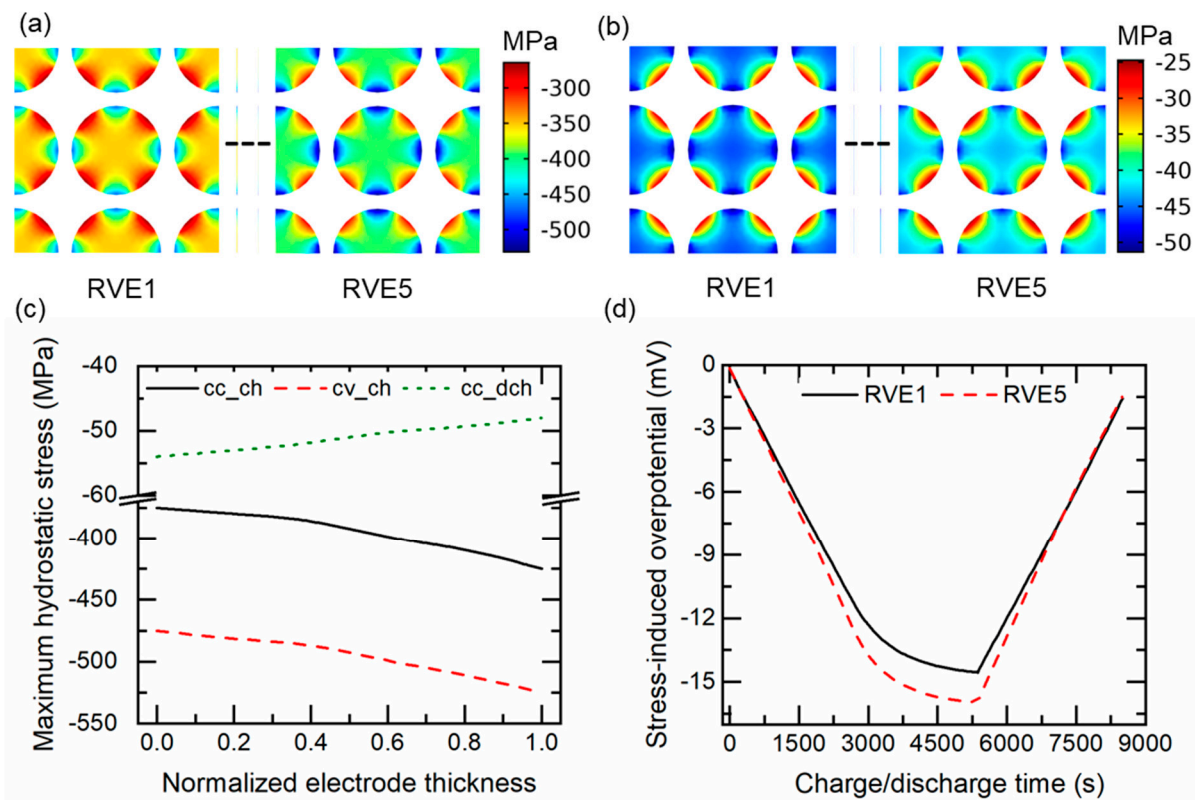 (a)
MPa
-300
-350
-400
-450
-500
RVE1
RVE5
(b)
MPa
-25
-30
-35
-40
-45
-50
RVE1
RVE5
(c)
Maximum hydrostatic stress (MPa)
-40
-50
-60
-400
-450
-500
-550
cc_ch cv_ch cc_dch
0.0 0.2 0.4 0.6 0.8 1.0
Normalized electrode thickness
(d)
Stress-induced overpotential (mV)
0
-3
-6
-9
-12
-15
RVE1 RVE5
0 1500 3000 4500 6000 7500 9000
Charge/discharge time (s)